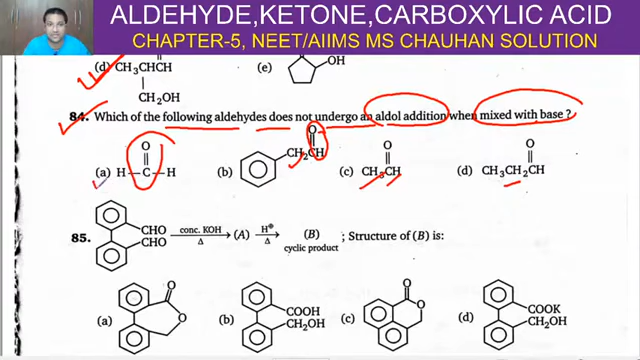 ALDEHYDE,KETONE,CARBOXYLIC ACID
CHAPTER-5, NEET/AIIMS MS CHAUHAN SOLUTION
(d) CH₃CHCH
CH₂OH
(e) OH
84. Which of the following aldehydes does not undergo an aldol addition when mixed with base ?
(a) H—C—H
O
(b) CH₂CH
O
(c) CH₃CH
O
(d) CH₃CH₂CH
O
85. CHO
CHO
conc. KOH
Δ
(A)
H⊕
Δ
(B)
cyclic product
; Structure of (B) is:
(a) O
O
(b) COOH
CH₂OH
(c) O
O
(d) COOK
CH₂OH